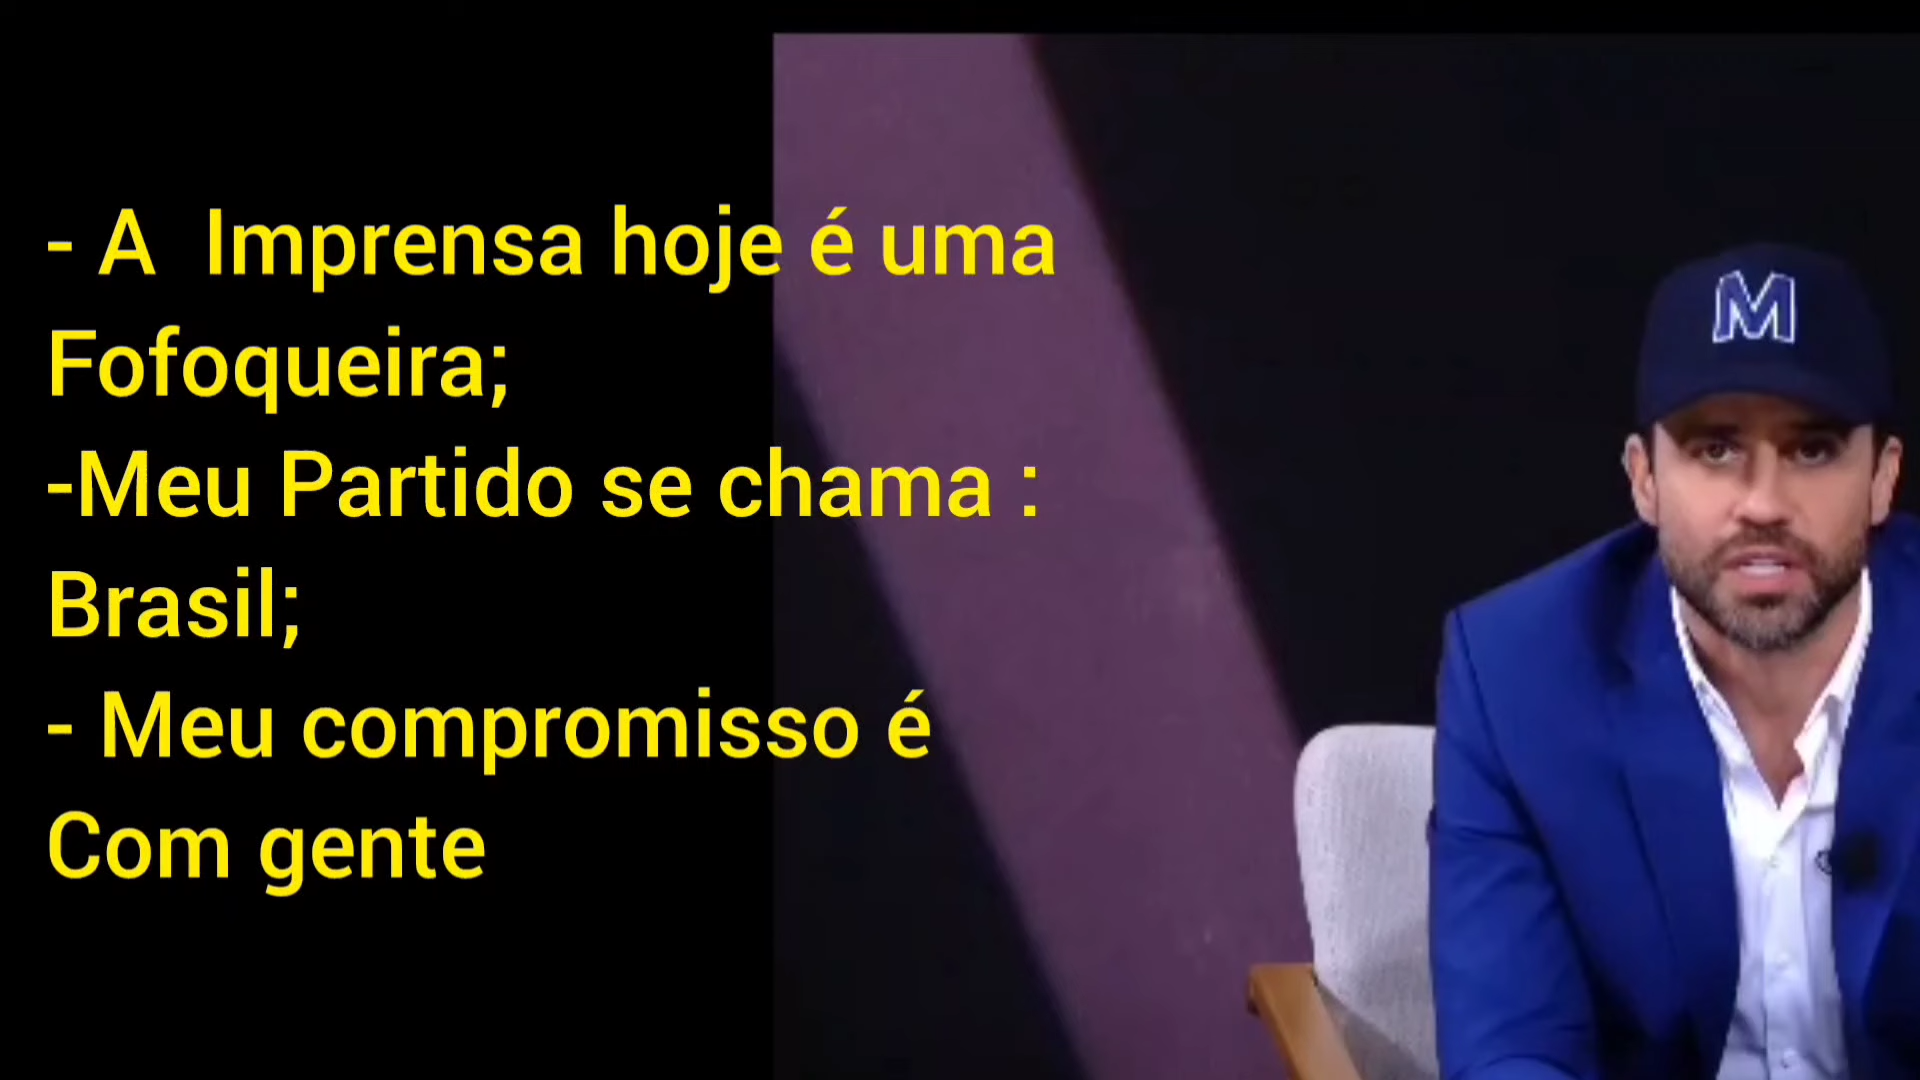 - A  Imprensa hoje é uma
Fofoqueira;
-Meu Partido se chama :
Brasil;
- Meu compromisso é
Com gente
M